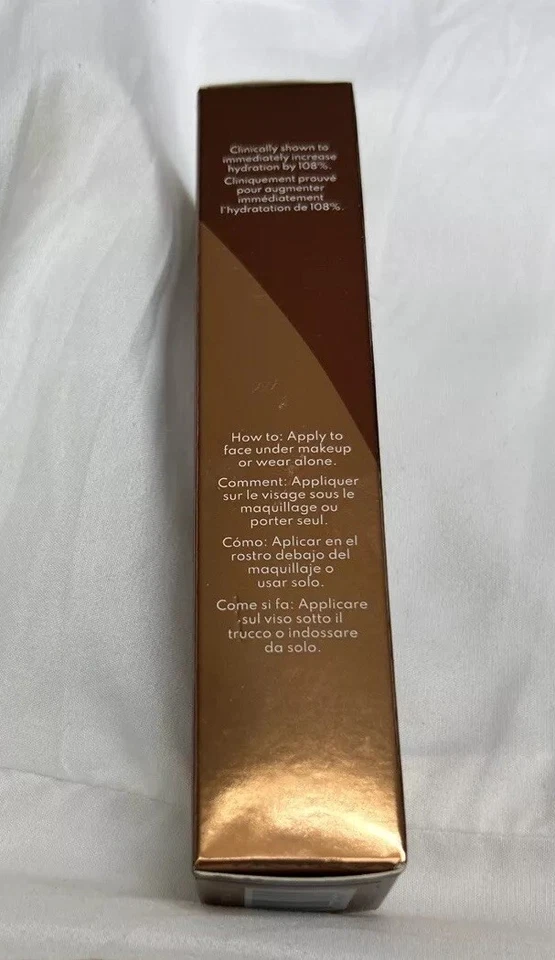 Clinically shown to
immediately increase
hydration by 108%.
Cliniquement prouvé
pour augmenter
immédiatement
l'hydratation de 108%.
How to: Apply to
face under makeup
or wear alone.
Comment: Appliquer
sur le visage sous le
maquillage ou
porter seul.
Cómo: Aplicar en el
rostro debajo del
maquillaje o
usar solo.
Come si fa: Applicare
sul viso sotto il
trucco o indossare
da solo.